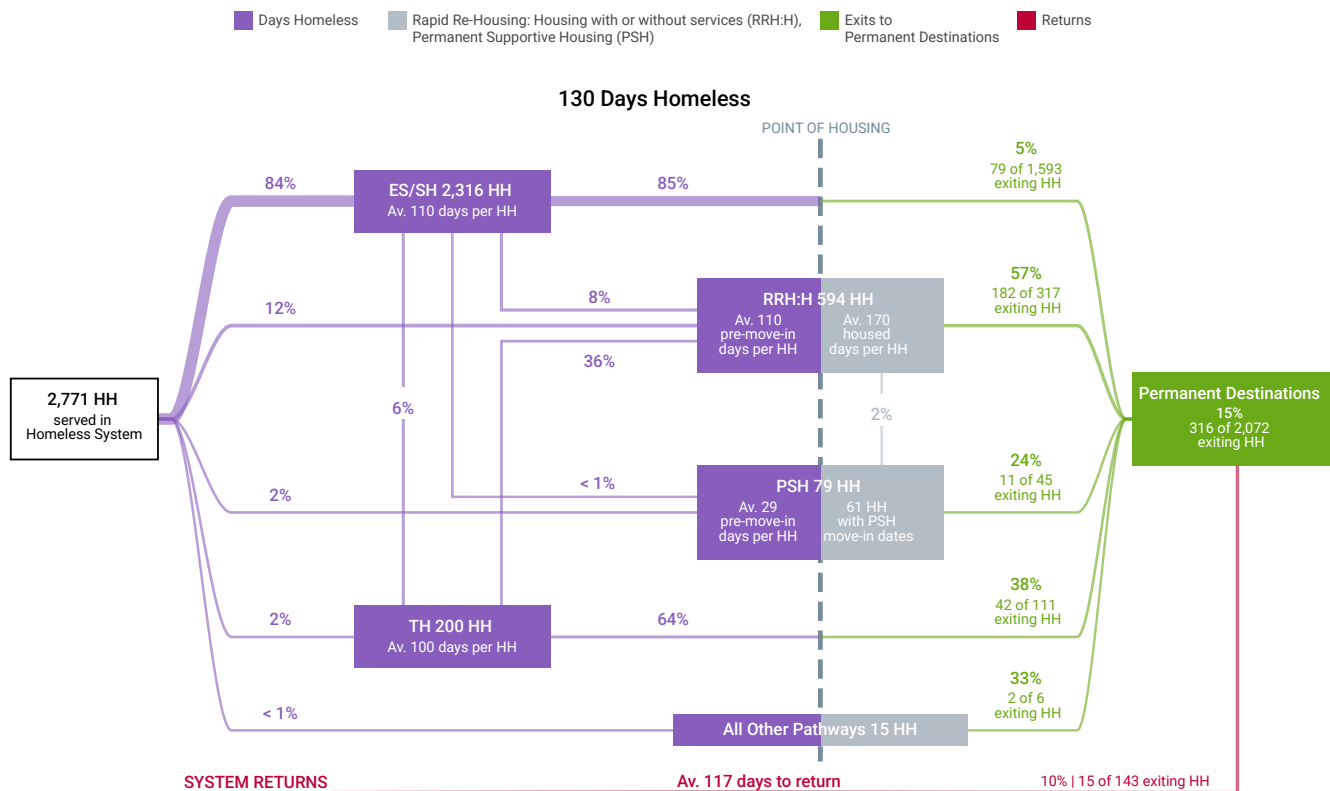 Days Homeless
Rapid Re-Housing: Housing with or without services (RRH:H),
Permanent Supportive Housing (PSH)
Exits to
Permanent Destinations
Returns
130 Days Homeless
POINT OF HOUSING
84%
ES/SH 2,316 HH
Av. 110 days per HH
85%
5%
79 of 1,593
exiting HH
12%
8%
RRH:H 594 HH
Av. 110
pre-move-in
days per HH
Av. 170
housed
days per HH
57%
182 of 317
exiting HH
36%
2,771 HH
served in
Homeless System
6%
2%
Permanent Destinations
15%
316 of 2,072
exiting HH
2%
< 1%
PSH 79 HH
Av. 29
pre-move-in
days per HH
61 HH
with PSH
move-in dates
24%
11 of 45
exiting HH
2%
TH 200 HH
Av. 100 days per HH
64%
38%
42 of 111
exiting HH
< 1%
All Other Pathways 15 HH
33%
2 of 6
exiting HH
SYSTEM RETURNS
Av. 117 days to return
10% | 15 of 143 exiting HH